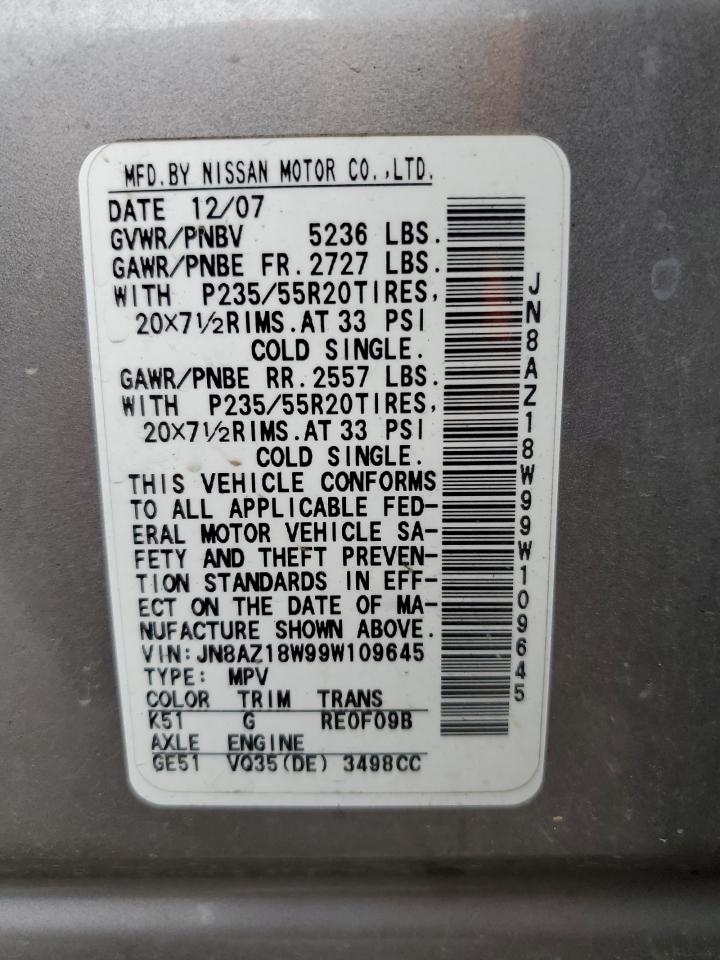 MFD.BY NISSAN MOTOR CO.,LTD.
DATE 12/07
GVWR/PNBV 5236 LBS.
GAWR/PNBE FR.2727 LBS.
WITH P235/55R20TIRES,
20X7½RIMS.AT 33 PSI
COLD SINGLE.
GAWR/PNBE RR.2557 LBS.
WITH P235/55R20TIRES,
20X7½RIMS.AT 33 PSI
COLD SINGLE.
THIS VEHICLE CONFORMS
TO ALL APPLICABLE FED-
ERAL MOTOR VEHICLE SA-
FETY AND THEFT PREVEN-
TION STANDARDS IN EFF-
ECT ON THE DATE OF MA-
NUFACTURE SHOWN ABOVE.
VIN:JN8AZ18W99W109645
TYPE: MPV
COLOR TRIM TRANS
K51 G RE0F09B
AXLE ENGINE
GE51 VQ35(DE) 3498CC
JN8AZ18W99W109645